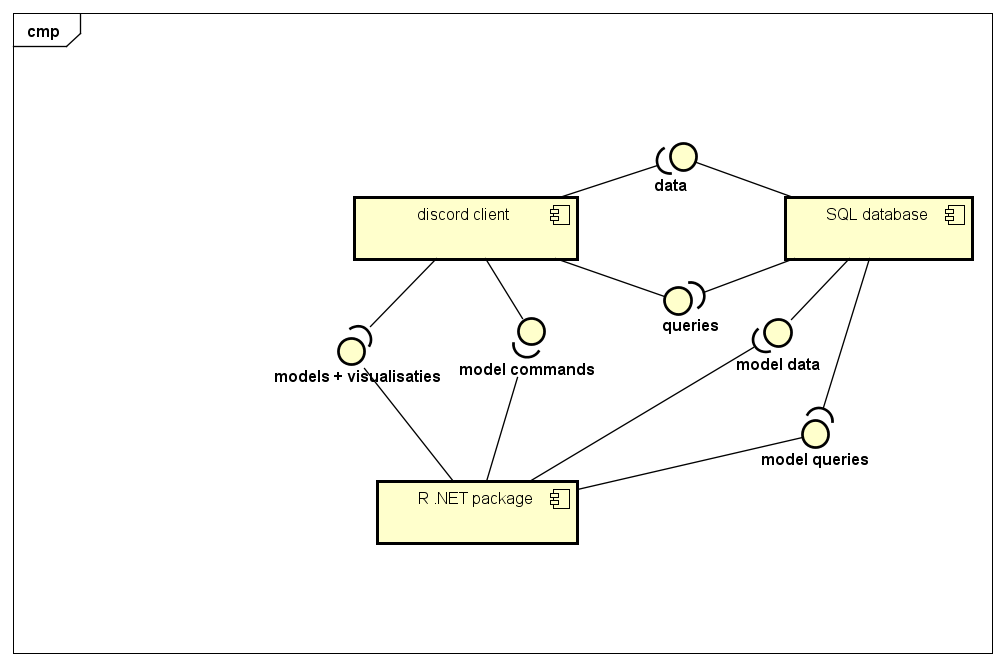 cmp
data
discord client
SQL database
queries
model data
models + visualisaties
model commands
model queries
R .NET package